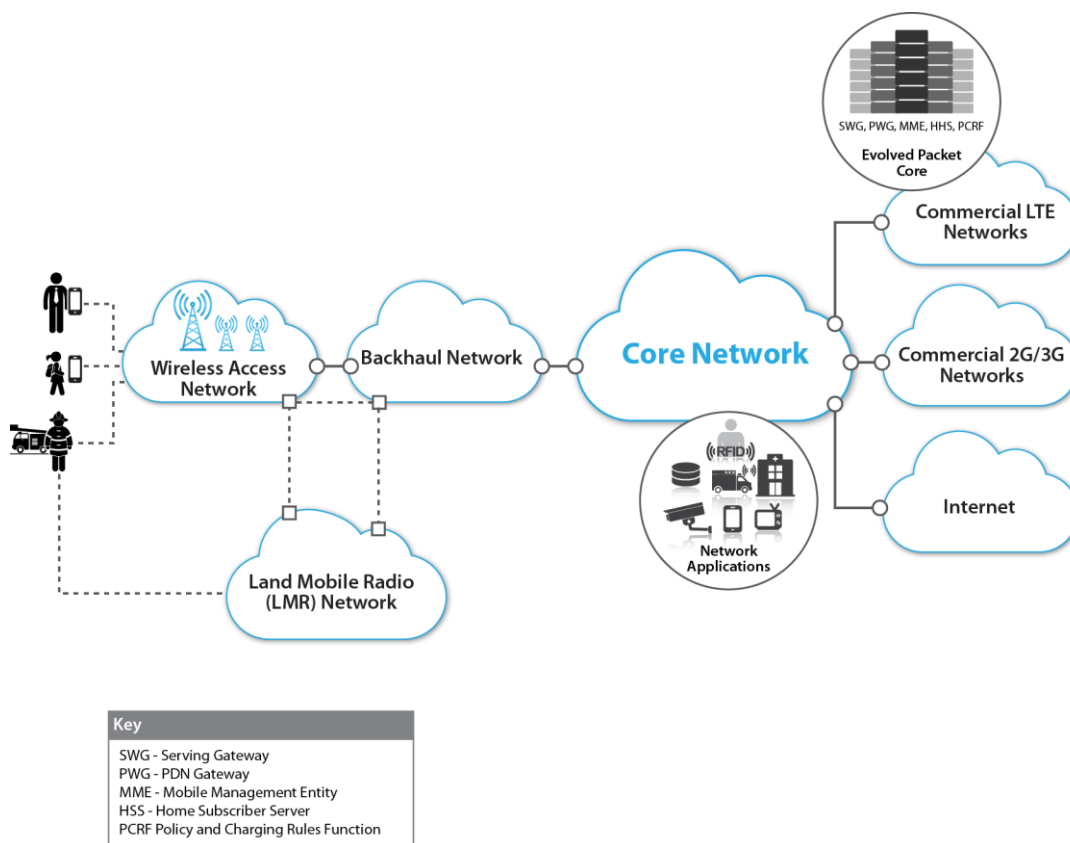 SWG, PWG, MME, HHS, PCRF
Evolved Packet
Core
Commercial LTE
Networks
Wireless Access
Network
Backhaul Network
Core Network
Commercial 2G/3G
Networks
RFID
Network
Applications
Internet
Land Mobile Radio
(LMR) Network
Key
SWG - Serving Gateway
PWG - PDN Gateway
MME - Mobile Management Entity
HSS - Home Subscriber Server
PCRF Policy and Charging Rules Function